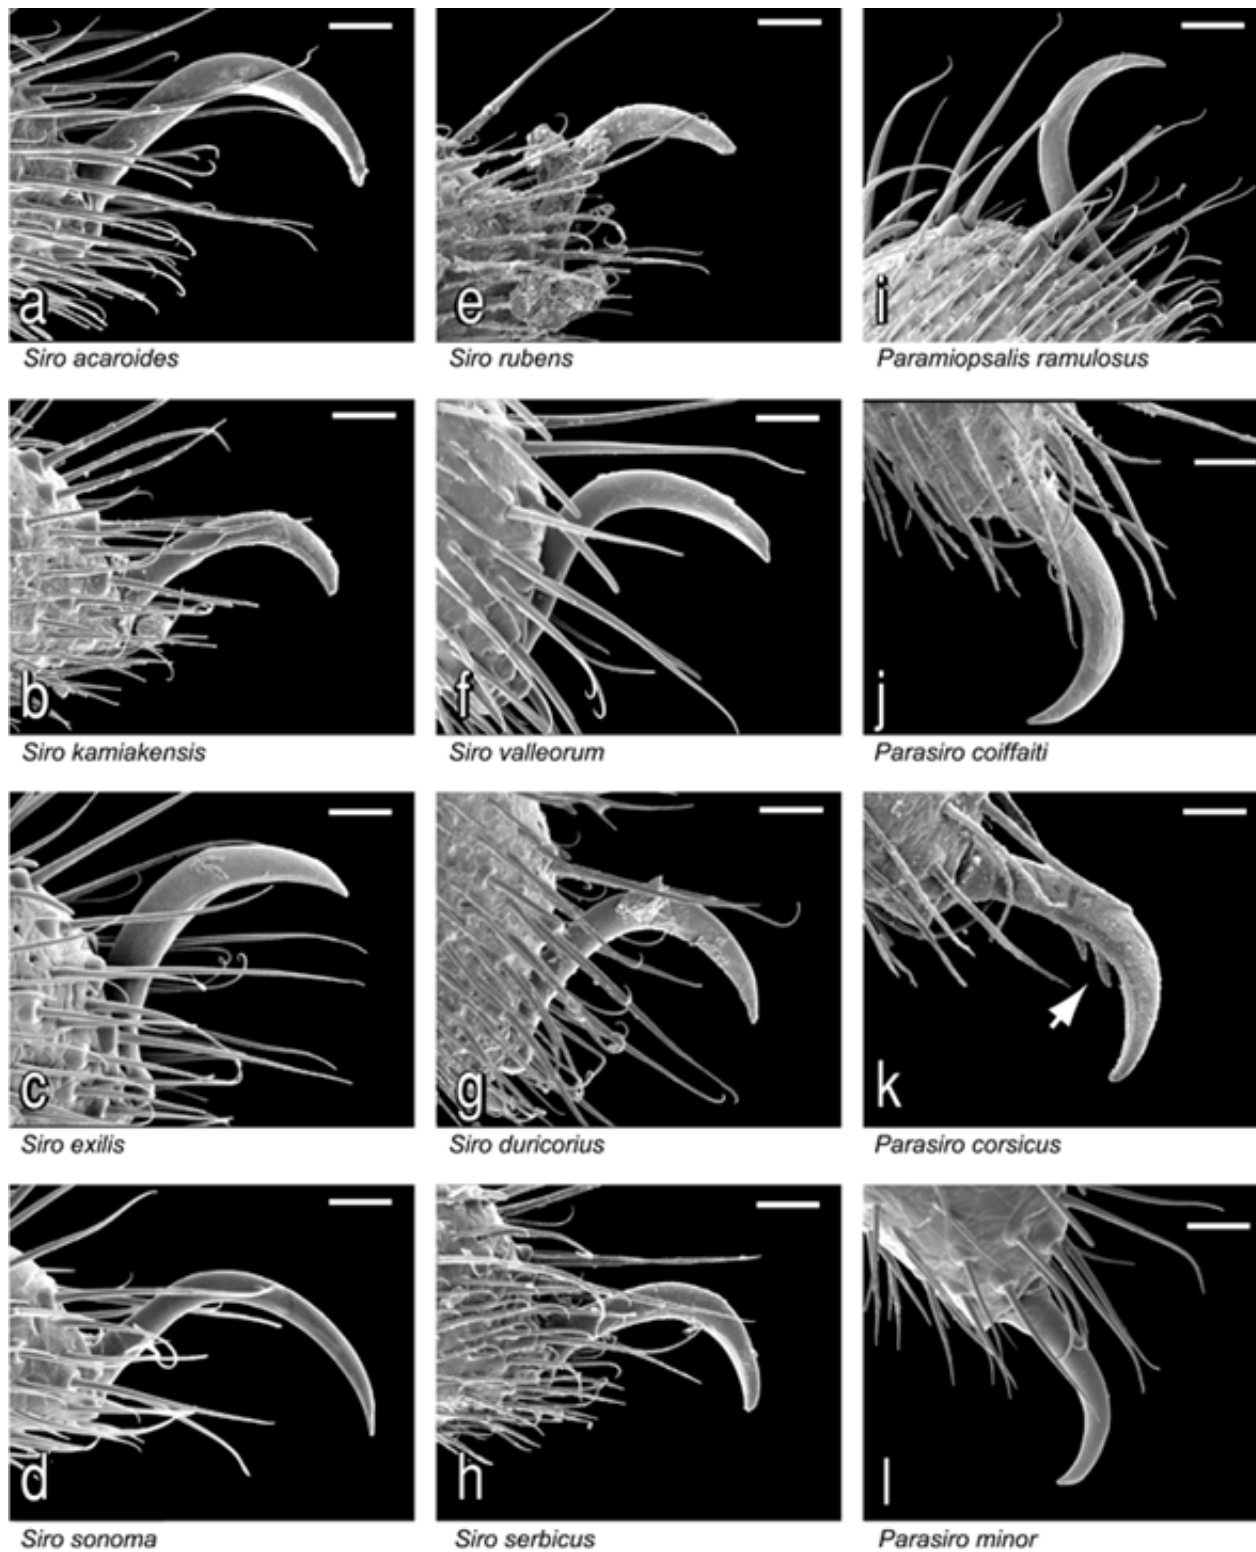 a
e
i
Siro acaroides
Siro rubens
Paramiopsalis ramulosus
b
f
j
Siro kamiakensis
Siro valleorum
Parasiro coiffaiti
c
g
k
Siro exilis
Siro duricorius
Parasiro corsicus
d
h
l
Siro sonoma
Siro serbicus
Parasiro minor